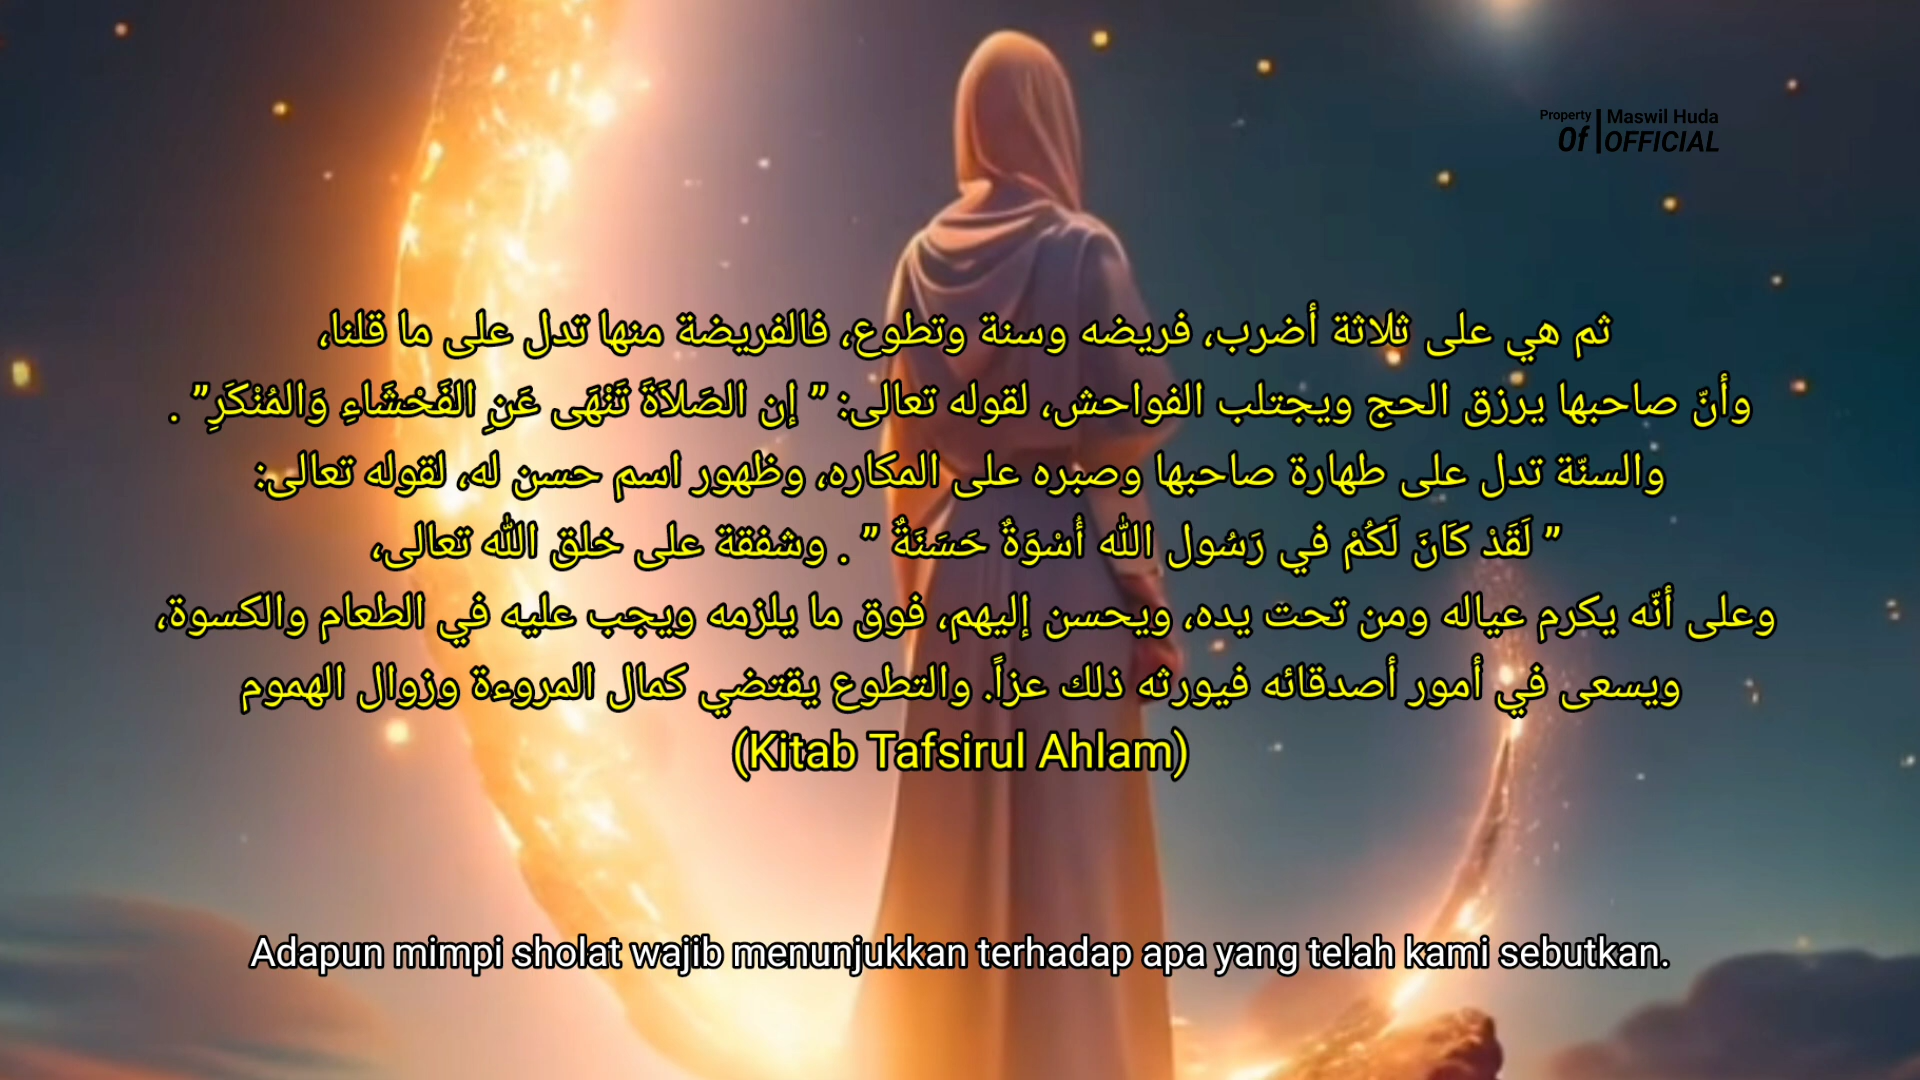 Property Maswil Huda
Of OFFICIAL
ثم هي على ثلاثة أضرب، فريضه وسنة وتطوع، فالفريضة منها تدل على ما قلنا،
وأنّ صاحبها يرزق الحج ويجتلب الفواحش، لقوله تعالى: ” إن الصَلاَةَ تَنْهَى عَنِ الفَحْشَاءِ وَالمُنْكَرِ” .
والسنّة تدل على طهارة صاحبها وصبره على المكاره، وظهور اسم حسن له، لقوله تعالى:
” لَقَدْ كَانَ لَكُمْ في رَسُول الله أُسْوَةٌ حَسَنَةٌ ” . وشفقة على خلق الله تعالى،
وعلى أنّه يكرم عياله ومن تحت يده، ويحسن إليهم، فوق ما يلزمه ويجب عليه في الطعام والكسوة،
ويسعى في أمور أصدقائه فيورثه ذلك عزاً. والتطوع يقتضي كمال المروءة وزوال الهموم
(Kitab Tafsirul Ahlam)
Adapun mimpi sholat wajib menunjukkan terhadap apa yang telah kami sebutkan.